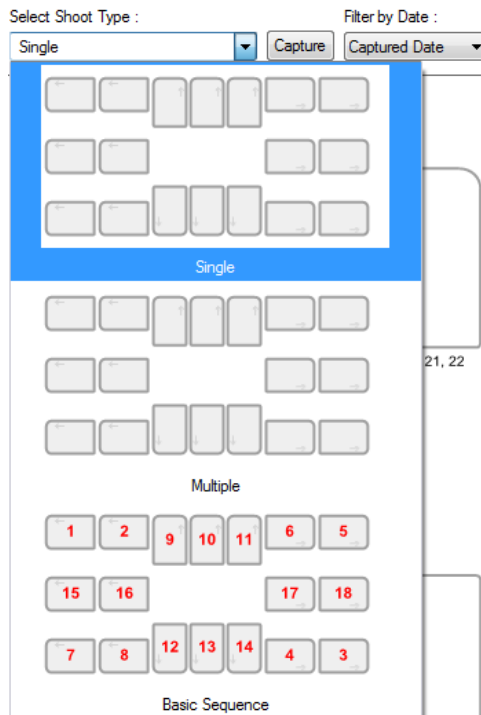 Select Shoot Type :
Filter by Date :
Single
Capture
Captured Date
Single
21, 22
Multiple
1 2 9 10 11 6 5
15 16 17 18
7 8 12 13 14 4 3
Basic Sequence